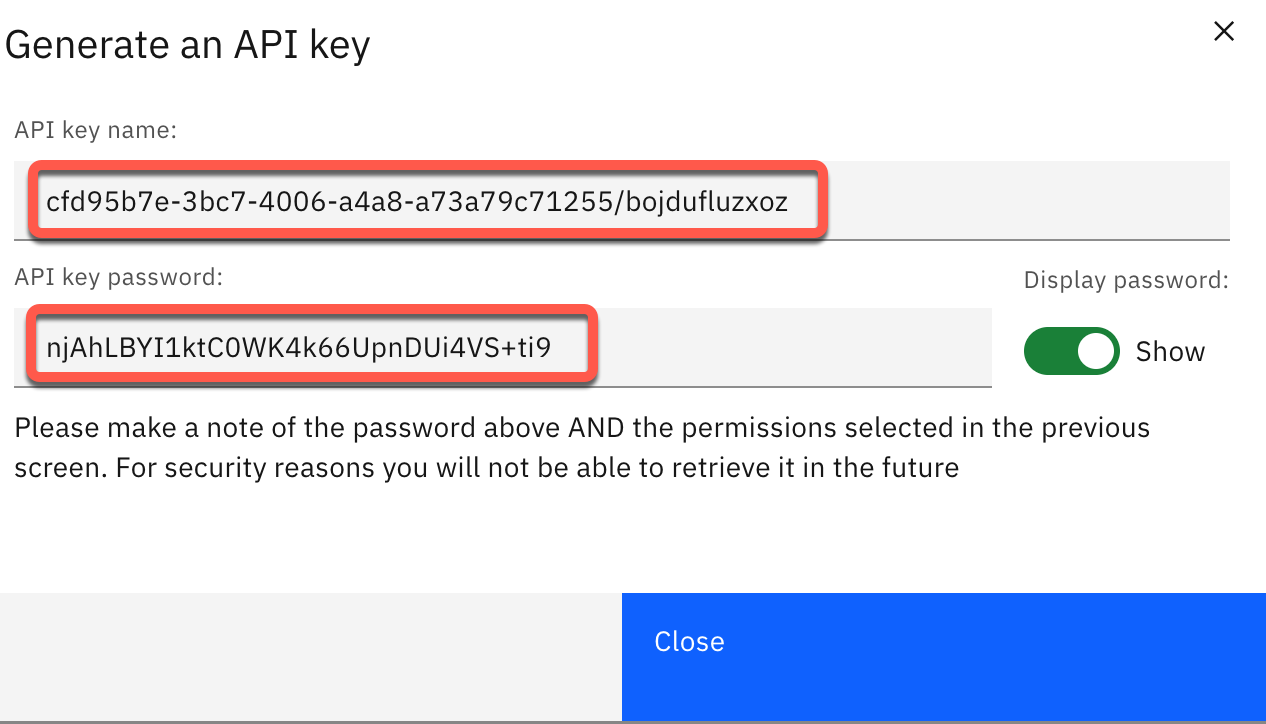 Generate an API key
API key name:
cfd95b7e-3bc7-4006-a4a8-a73a79c71255/bojdufluzxoz
API key password:
Display password:
njAhLBYI1ktC0WK4k66UpnDUi4VS+ti9
Show
Please make a note of the password above AND the permissions selected in the previous
screen. For security reasons you will not be able to retrieve it in the future
Close